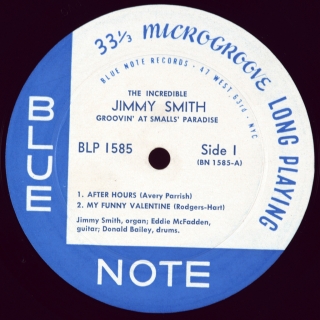 33 1/3 MICROGROOVE LONG PLAYING
BLUE NOTE RECORDS • 47 WEST 63rd • NYC
THE INCREDIBLE
JIMMY SMITH
GROOVIN' AT SMALLS' PARADISE
BLP 1585
Side 1
(BN 1585-A)
1. AFTER HOURS (Avery Parrish)
2. MY FUNNY VALENTINE (Rodgers-Hart)
Jimmy Smith, organ; Eddie McFadden,
guitar; Donald Bailey, drums.
BLUE
NOTE